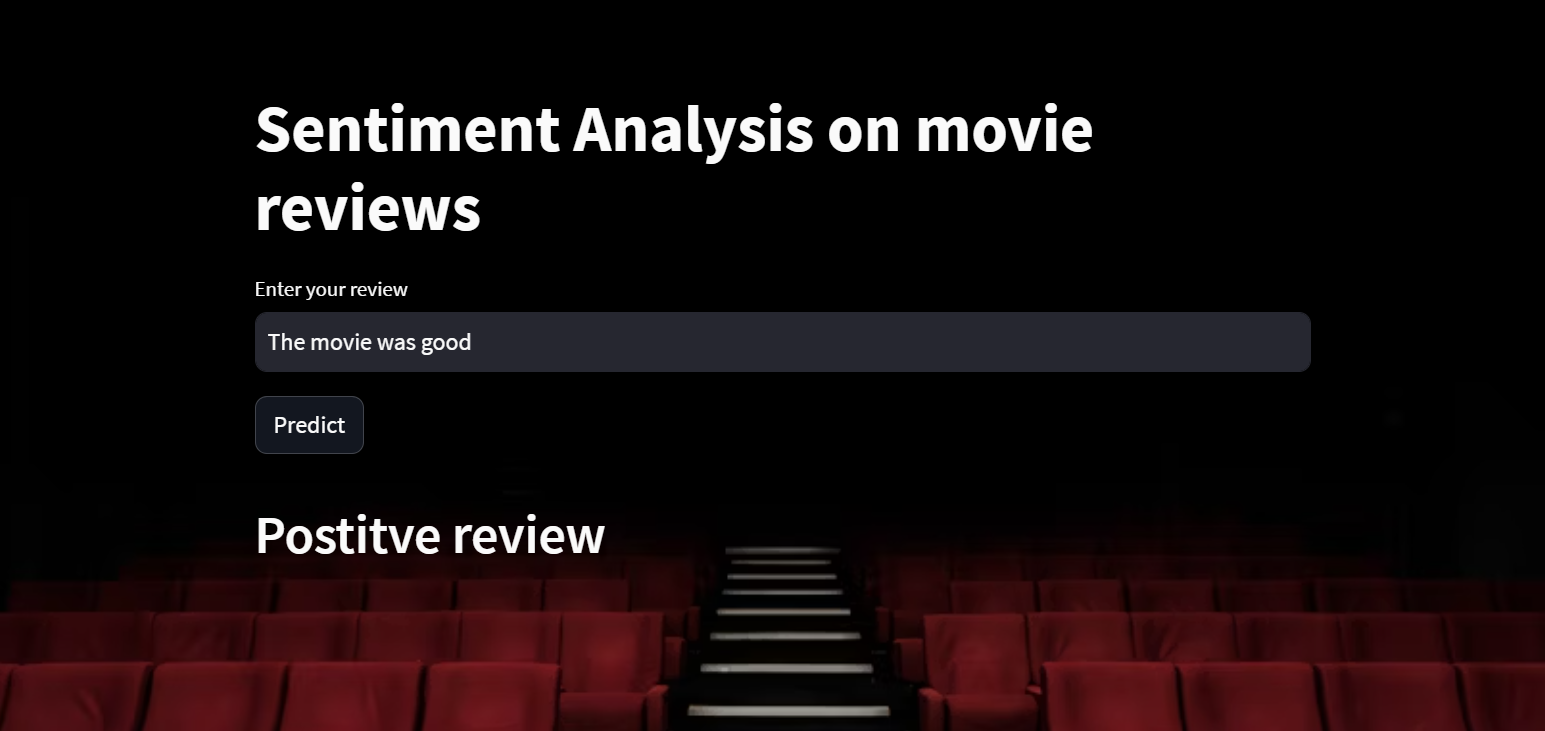 Sentiment Analysis on movie
reviews
Enter your review
The movie was good
Predict
Postitve review